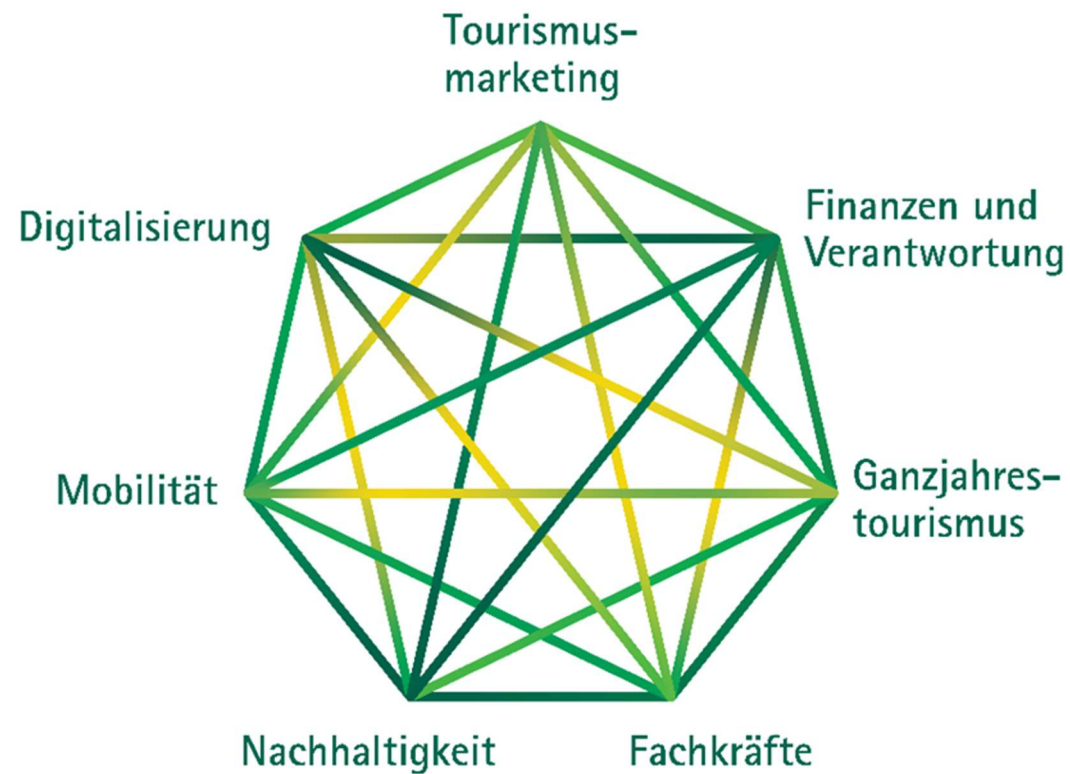 Tourismus-
marketing
Digitalisierung
Finanzen und
Verantwortung
Mobilität
Ganzjahres-
tourismus
Nachhaltigkeit
Fachkräfte